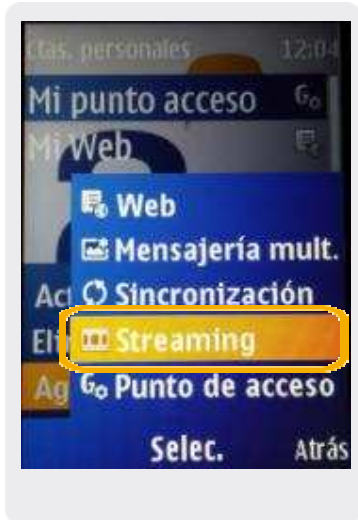 Ctas. personales 12:04
Mi punto acceso
Mi Web
Web
Mensajería mult.
Sincronización
Streaming
Punto de acceso
Selec. Atrás